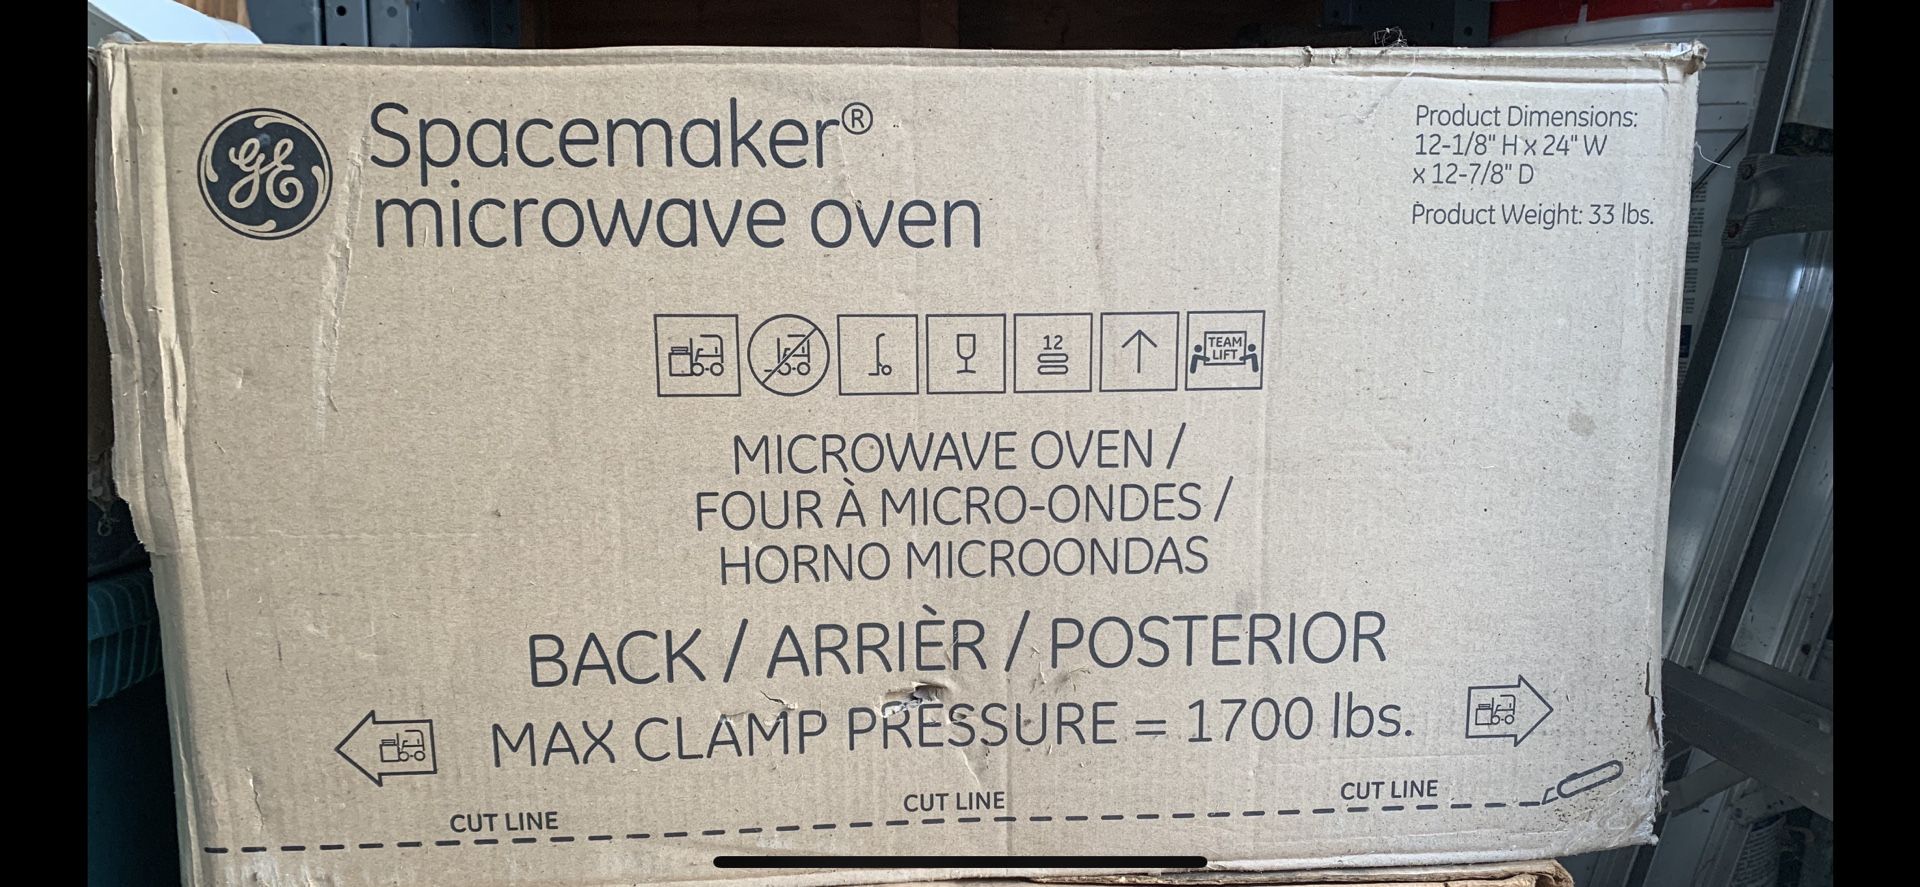 GE
Spacemaker®
microwave oven
Product Dimensions:
12-1/8" H x 24" W
x 12-7/8" D
Product Weight: 33 lbs.
12
TEAM
LIFT
MICROWAVE OVEN /
FOUR À MICRO-ONDES /
HORNO MICROONDAS
BACK / ARRIÈR / POSTERIOR
MAX CLAMP PRESSURE = 1700 lbs.
CUT LINE
CUT LINE
CUT LINE